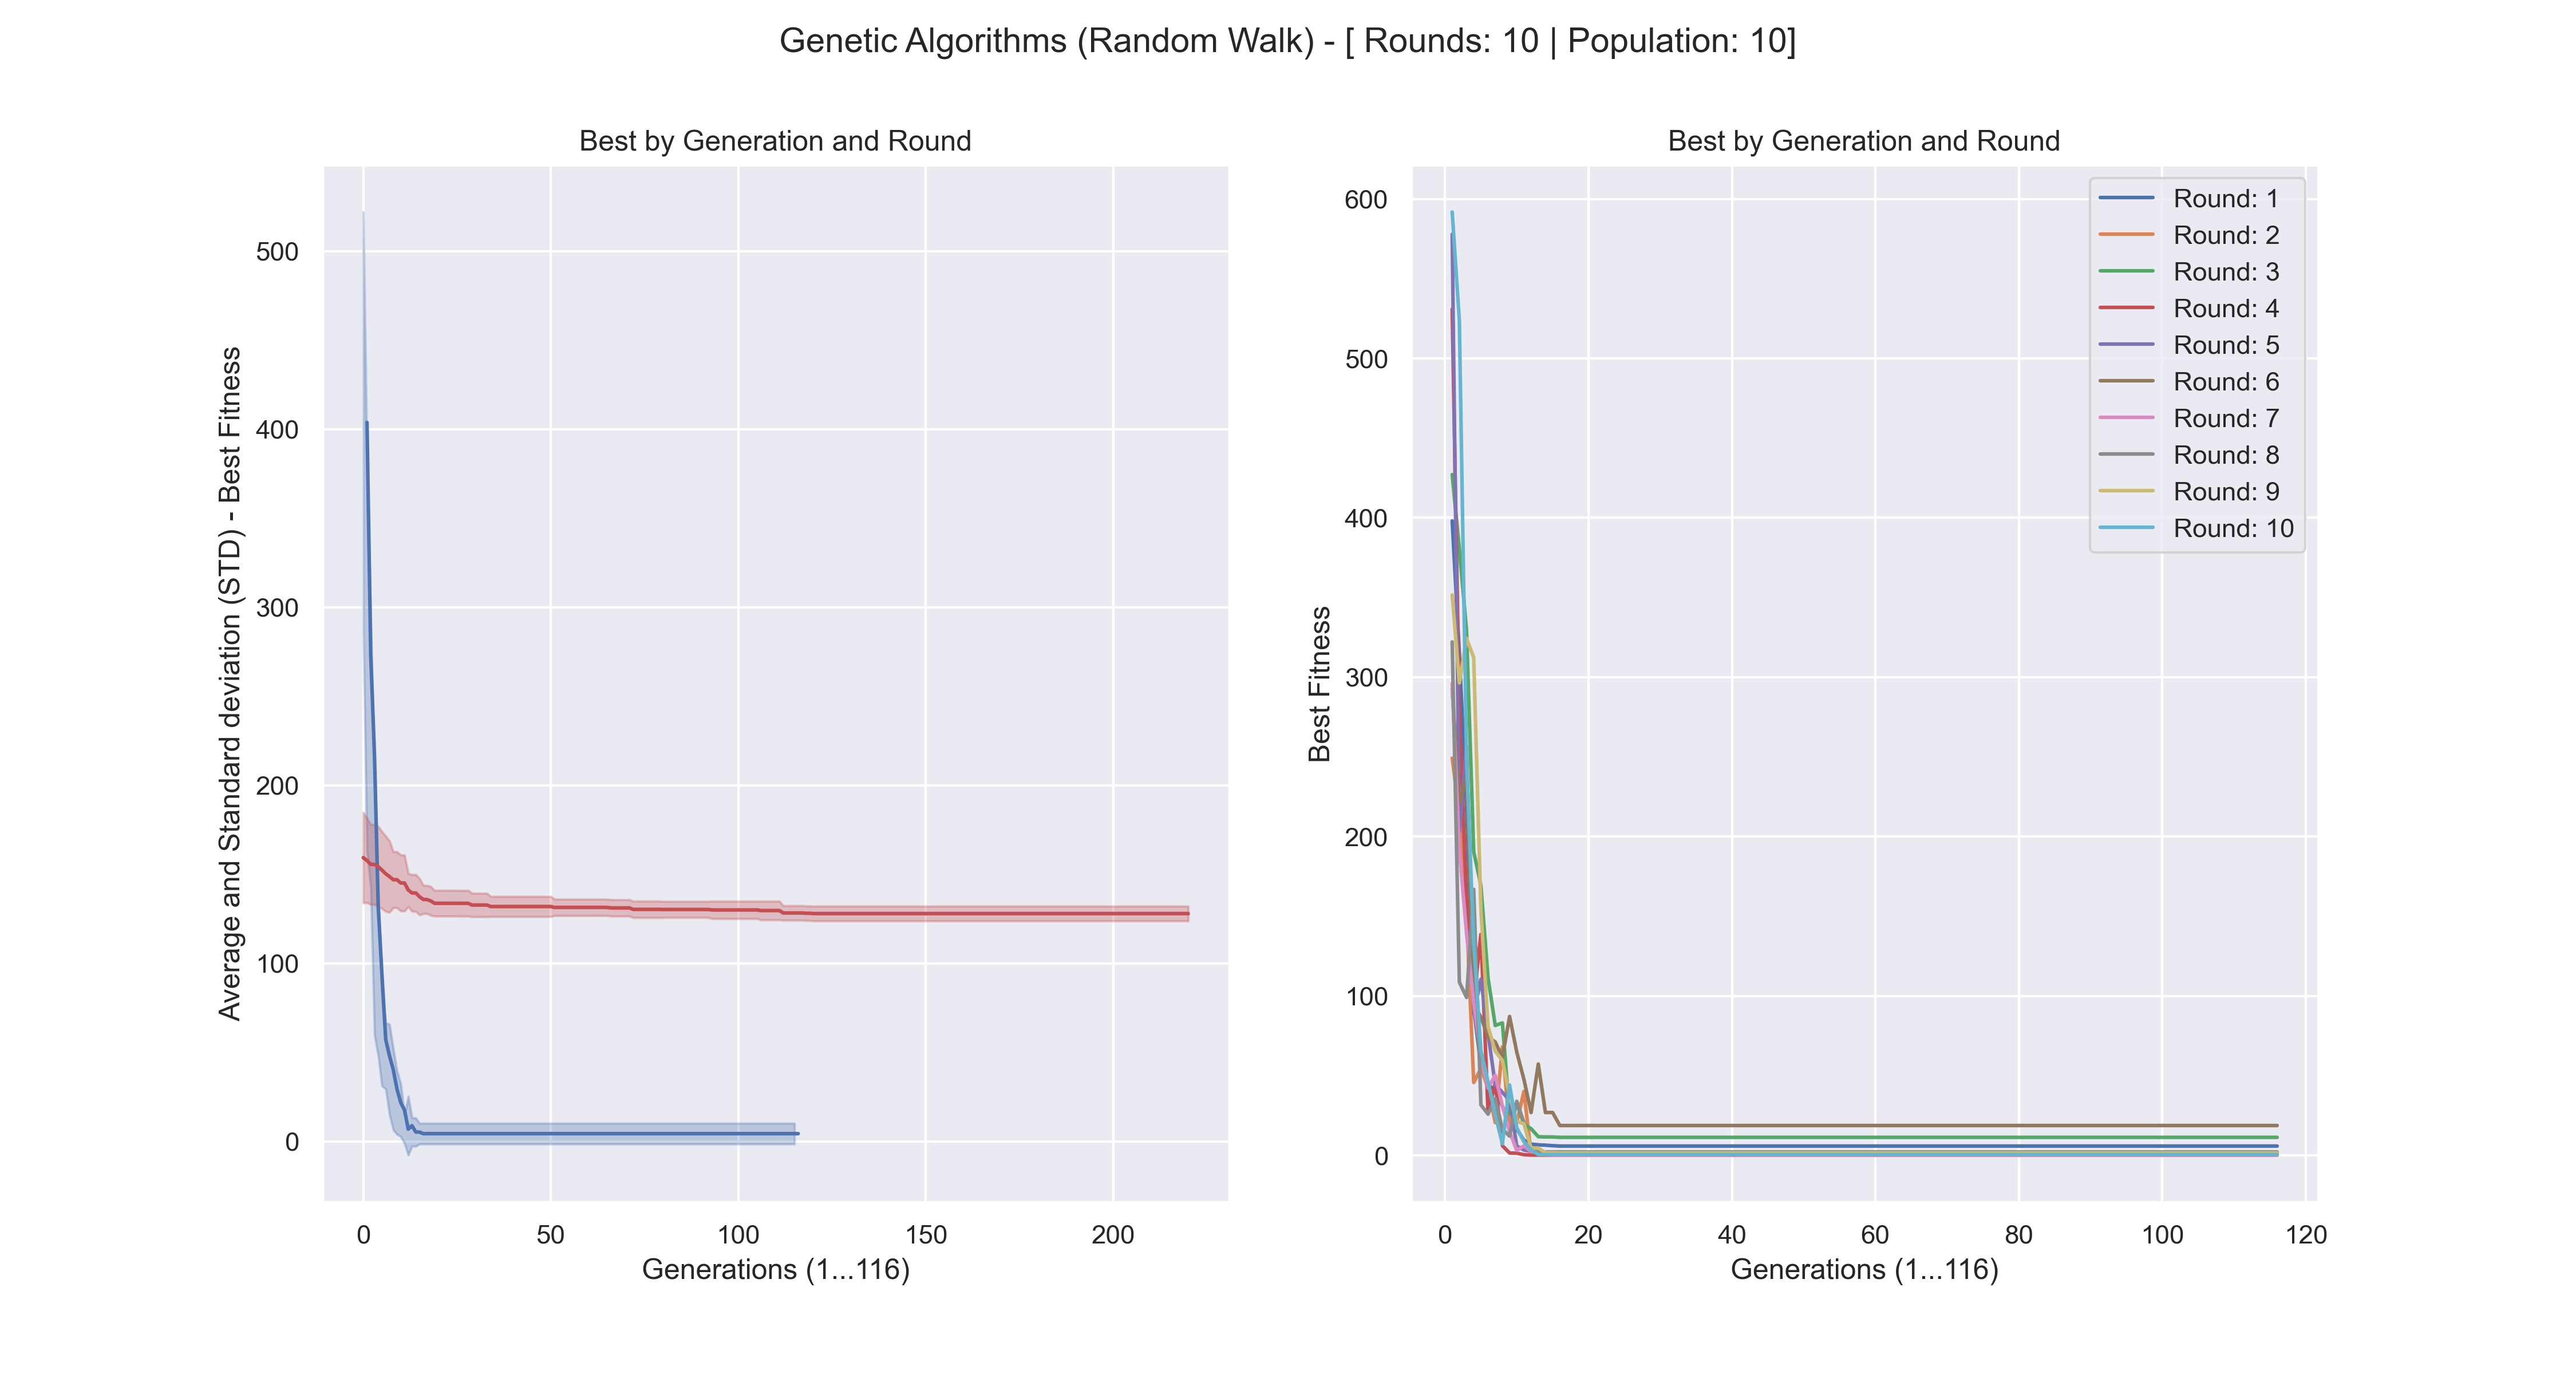 Genetic Algorithms (Random Walk) - [ Rounds: 10 | Population: 10]
Best by Generation and Round
Average and Standard deviation (STD) - Best Fitness
500
400
300
200
100
0
0 50 100 150 200
Generations (1...116)
Best by Generation and Round
Best Fitness
600
500
400
300
200
100
0
0 20 40 60 80 100 120
Generations (1...116)
Round: 1
Round: 2
Round: 3
Round: 4
Round: 5
Round: 6
Round: 7
Round: 8
Round: 9
Round: 10